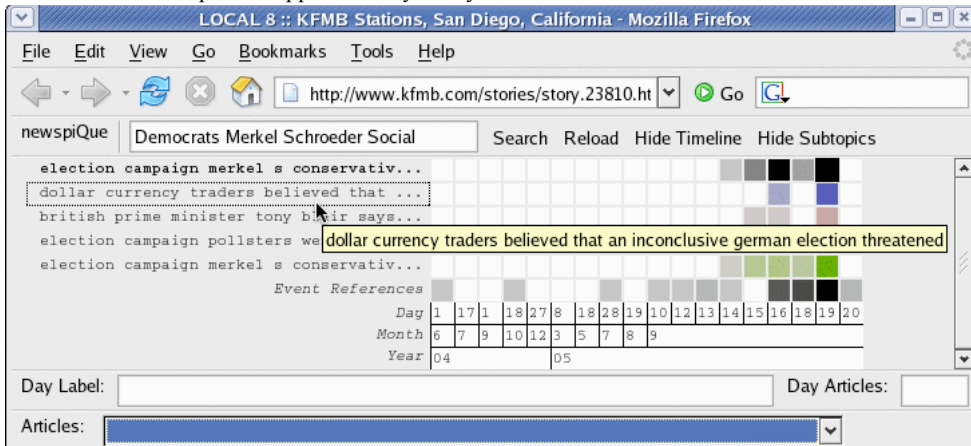 LOCAL 8 :: KFMB Stations, San Diego, California - Mozilla Firefox
File Edit View Go Bookmarks Tools Help
http://www.kfmb.com/stories/story.23810.ht Go G
newspiQue Democrats Merkel Schroeder Social Search Reload Hide Timeline Hide Subtopics
election campaign merkel s conservativ...
dollar currency traders believed that ...
british prime minister tony blair says...
election campaign pollsters we
dollar currency traders believed that an inconclusive german election threatened
election campaign merkel s conservativ...
Event References
Day 1 17 1 18 27 8 18 28 19 10 12 13 14 15 16 18 19 20
Month 6 7 9 10 12 3 5 7 8 9
Year 04 05
Day Label: Day Articles:
Articles: